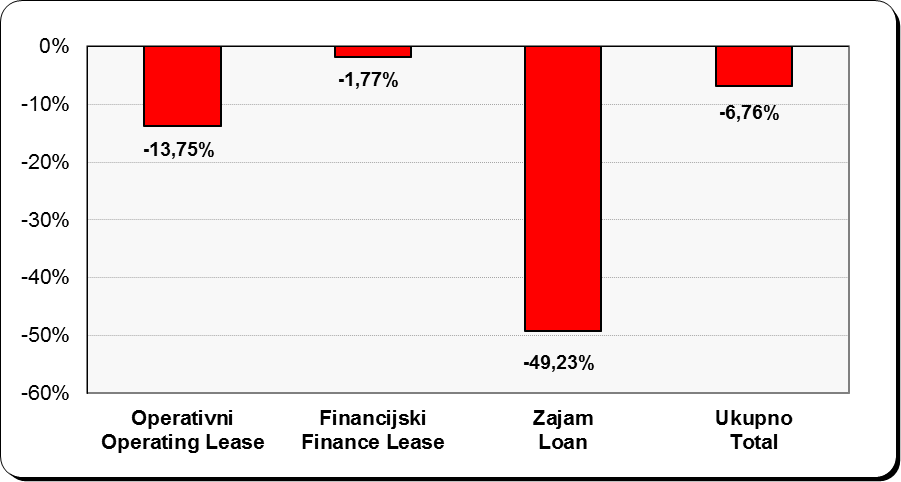 0%
-10%
-20%
-30%
-40%
-50%
-60%
-13,75%
-1,77%
-49,23%
-6,76%
Operativni
Operating Lease
Financijski
Finance Lease
Zajam
Loan
Ukupno
Total